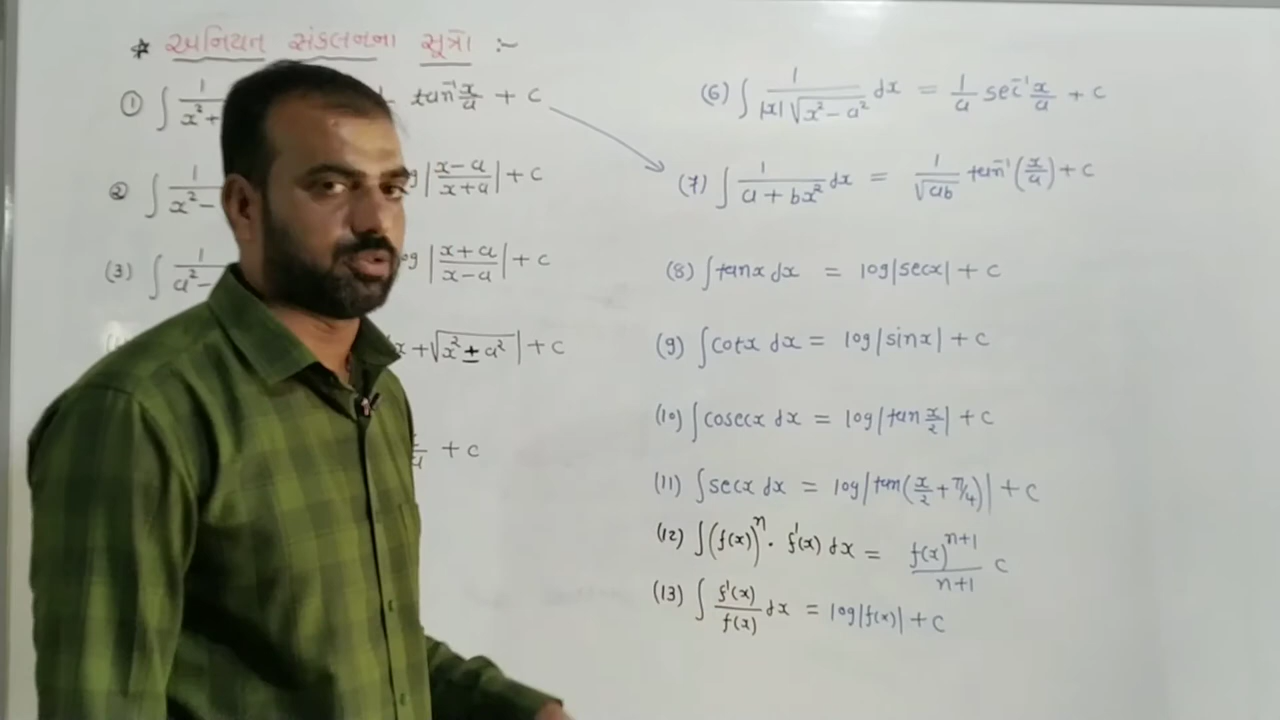 * અનિયત સંકલનના સૂત્રો :-
① ∫ 1/x²+ tan⁻¹ x/a + c
② ∫ 1/x²- |x-a/x+a| + c
(3) ∫ 1/a²- og |x+a/x-a| + c
x + √x² ± a² | + c
+ c
(6) ∫ 1/|x|√x²-a² dx = 1/a sec⁻¹ x/a + c
(7) ∫ 1/a + bx² dx = 1/√ab tan⁻¹ (x/a) + c
(8) ∫ tanx dx = log|secx| + c
(9) ∫ cotx dx = log|sinx| + c
(10) ∫ cosecx dx = log|tan x/2| + c
(11) ∫ secx dx = log|tan(x/2 + π/4)| + c
(12) ∫ (f(x))ⁿ · f'(x) dx = f(x)ⁿ⁺¹/n+1 c
(13) ∫ f'(x)/f(x) dx = log|f(x)| + c